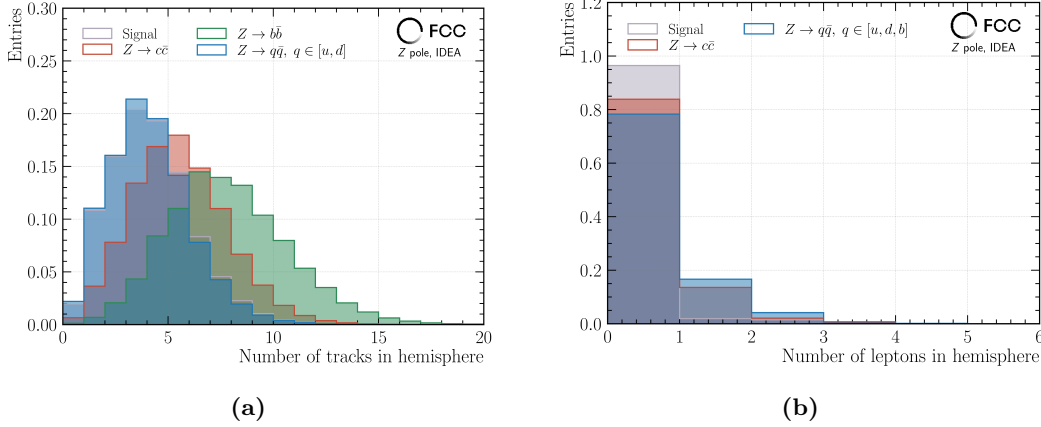 Entries
0.30
0.25
0.20
0.15
0.10
0.05
0.00
Signal
Z → cc̄
Z → bb̄
Z → qq̄, q ∈ [u, d]
FCC
Z pole, IDEA
5
10
15
20
Number of tracks in hemisphere
(a)
Entries
1.2
1.0
0.8
0.6
0.4
0.2
0.0
Signal
Z → cc̄
Z → qq̄, q ∈ [u, d, b]
FCC
Z pole, IDEA
0
1
2
3
4
5
6
Number of leptons in hemisphere
(b)